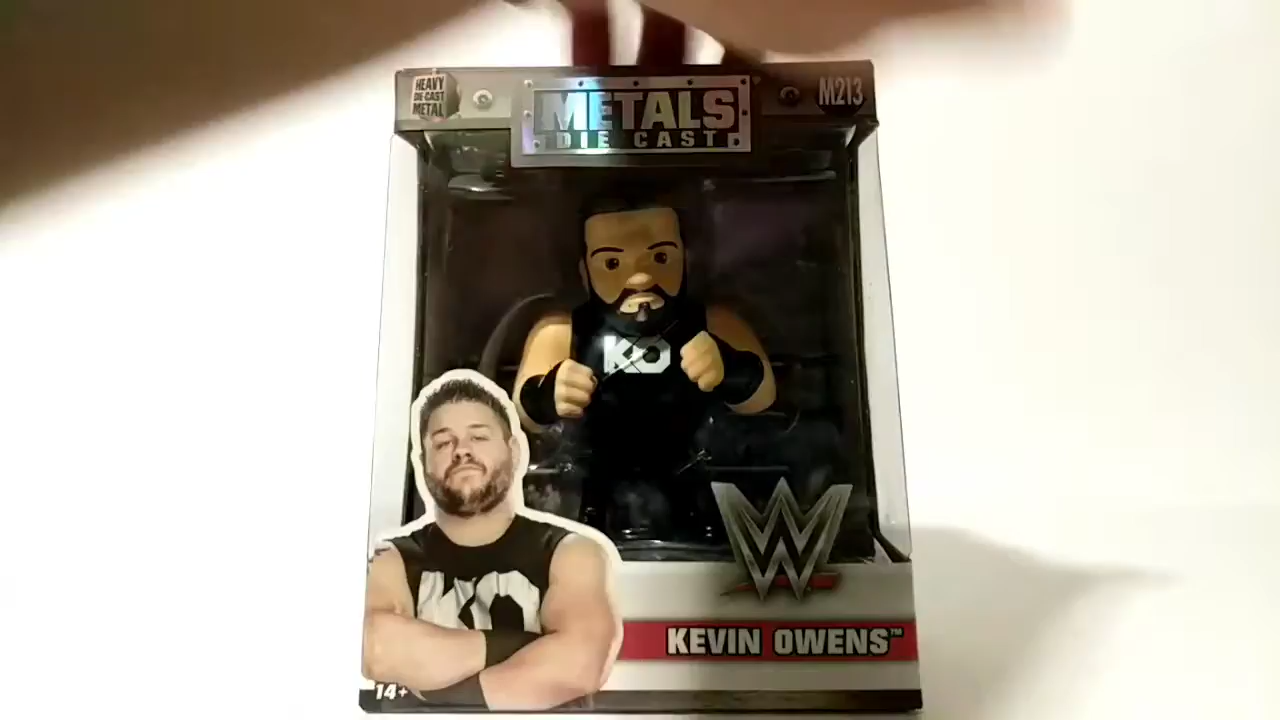 HEAVY
DIE-CAST
METAL
METALS
DIE CAST
M213
KO
KO
W
KEVIN OWENS™
14+